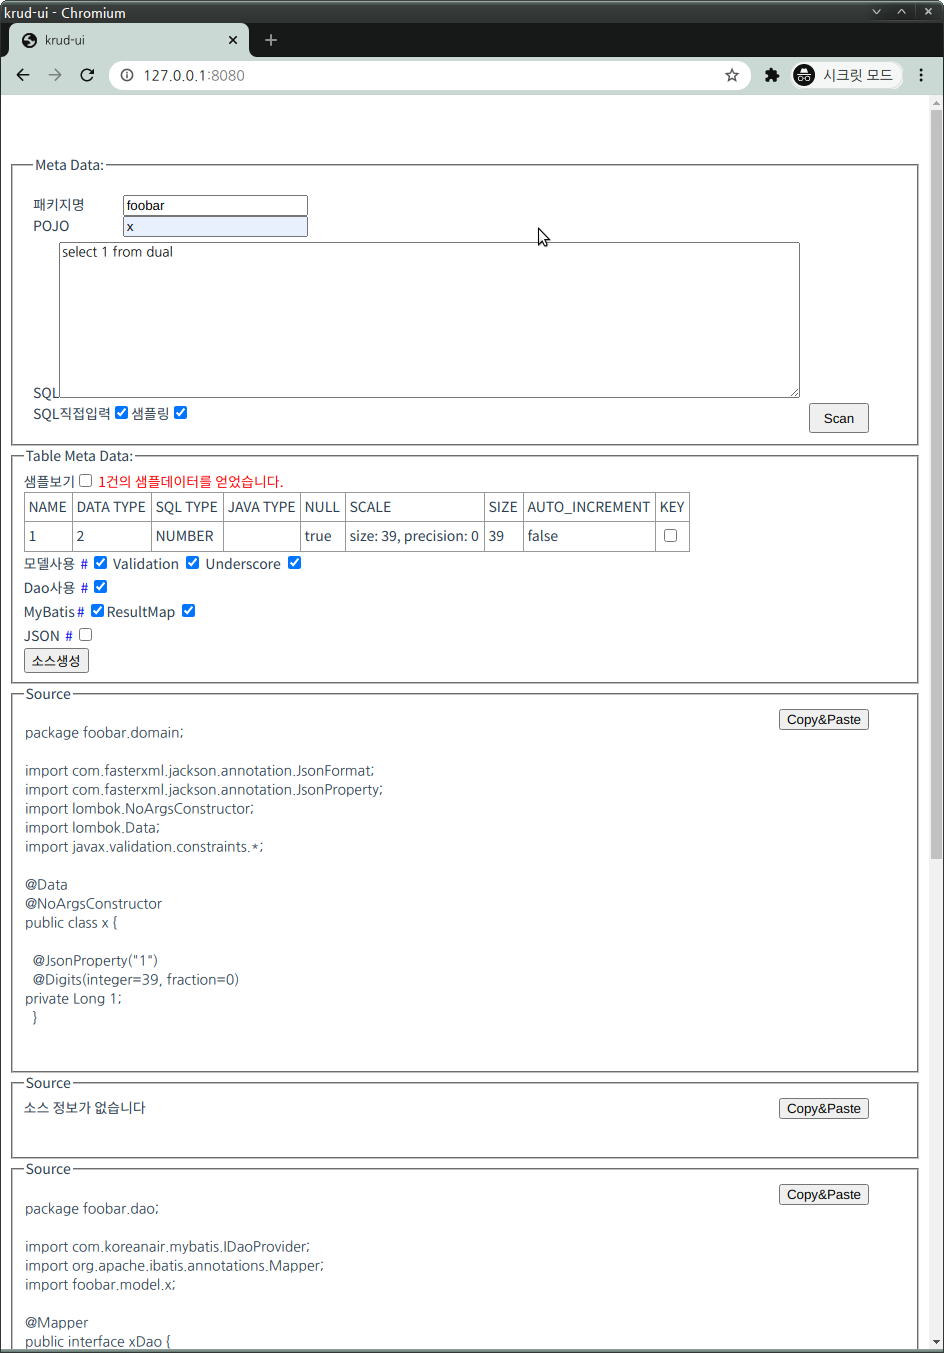 krud-ui - Chromium
krud-ui
127.0.0.1:8080
시크릿 모드
Meta Data:
패키지명 foobar
POJO x
select 1 from dual
SQL
SQL직접입력 샘플링 Scan
Table Meta Data:
샘플보기 1건의 샘플데이터를 얻었습니다.
NAME DATA TYPE SQL TYPE JAVA TYPE NULL SCALE SIZE AUTO_INCREMENT KEY
1 2 NUMBER true size: 39, precision: 0 39 false
모델사용 # Validation Underscore
Dao사용 #
MyBatis# ResultMap
JSON #
소스생성
Source
Copy&Paste
package foobar.domain;
import com.fasterxml.jackson.annotation.JsonFormat;
import com.fasterxml.jackson.annotation.JsonProperty;
import lombok.NoArgsConstructor;
import lombok.Data;
import javax.validation.constraints.*;
@Data
@NoArgsConstructor
public class x {
@JsonProperty("1")
@Digits(integer=39, fraction=0)
private Long 1;
}
Source
소스 정보가 없습니다 Copy&Paste
Source
Copy&Paste
package foobar.dao;
import com.koreanair.mybatis.IDaoProvider;
import org.apache.ibatis.annotations.Mapper;
import foobar.model.x;
@Mapper
public interface xDao {